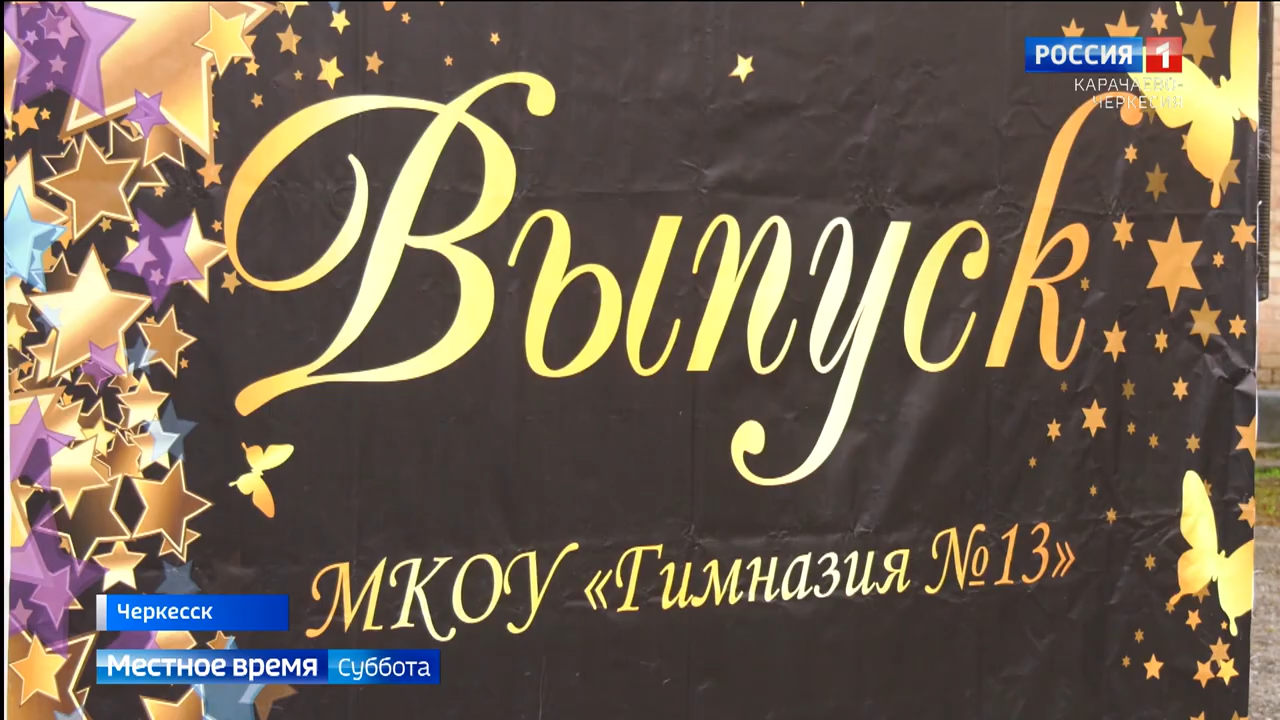 РОССИЯ 1
КАРАЧАЕВО-
ЧЕРКЕСИЯ
Выпуск
МКОУ «Гимназия №13»
Черкесск
Местное время Суббота